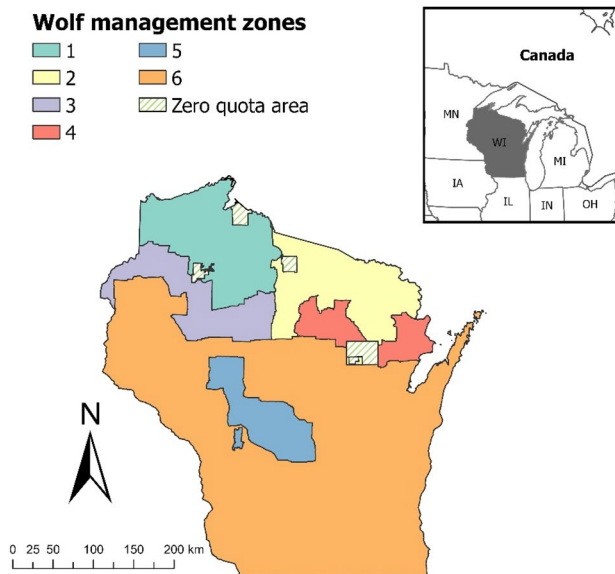 Wolf management zones
1
2
3
4
5
6
Zero quota area
Canada
MN
WI
MI
IA
IL
IN
OH
N
0 25 50 100 150 200 km